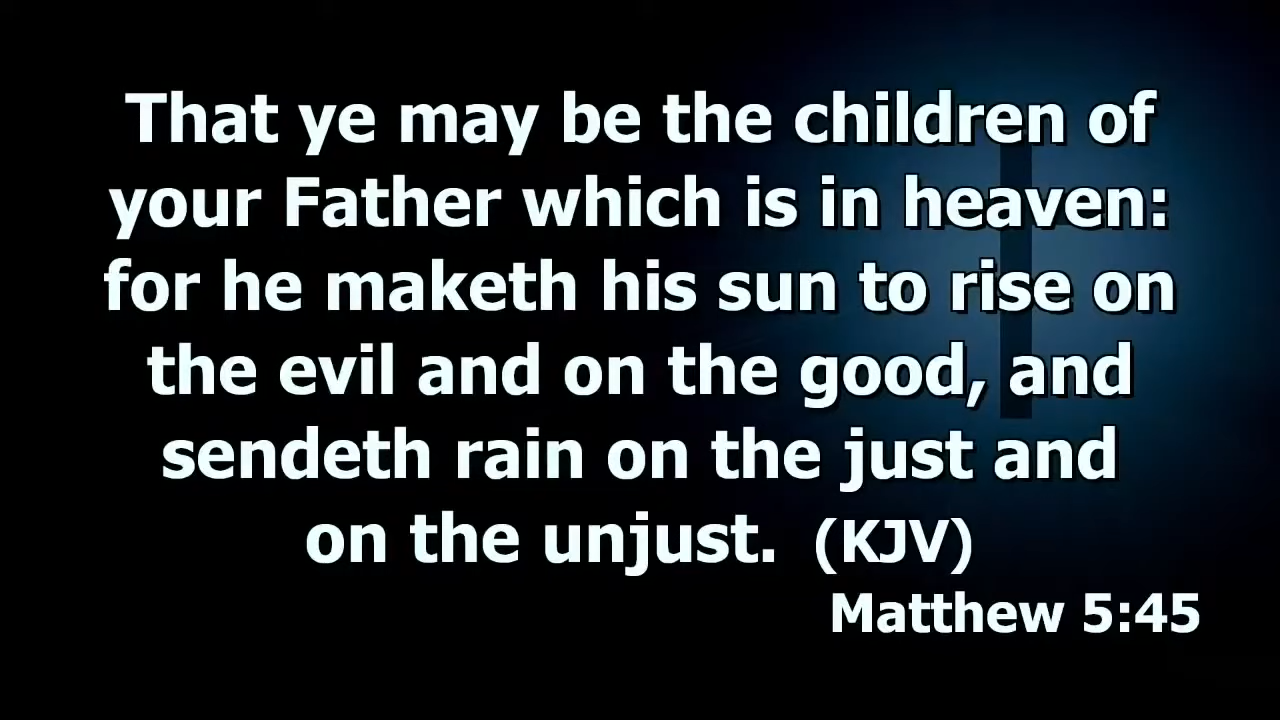 That ye may be the children of
your Father which is in heaven:
for he maketh his sun to rise on
the evil and on the good, and
sendeth rain on the just and
on the unjust. (KJV)
Matthew 5:45